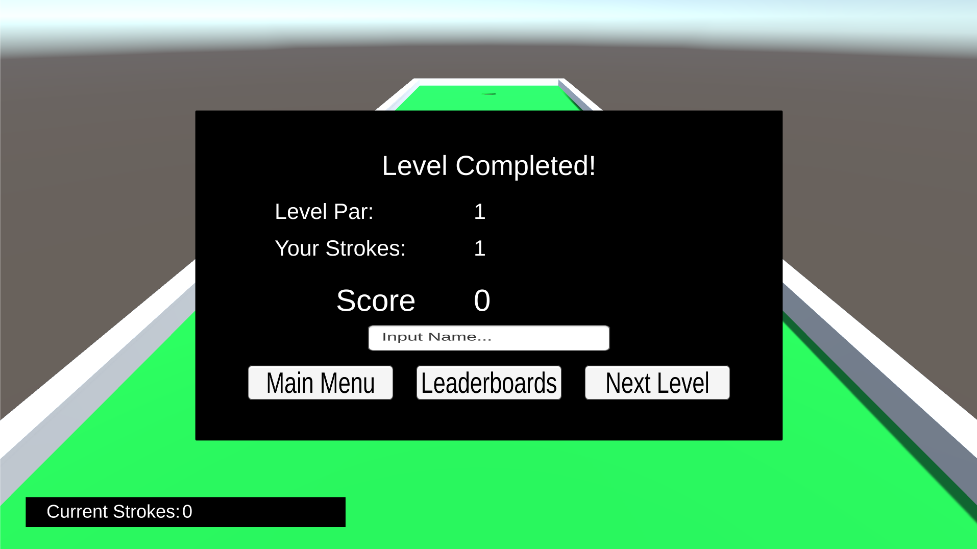 Level Completed!
Level Par: 1
Your Strokes: 1
Score 0
Input Name...
Main Menu Leaderboards Next Level
Current Strokes: 0